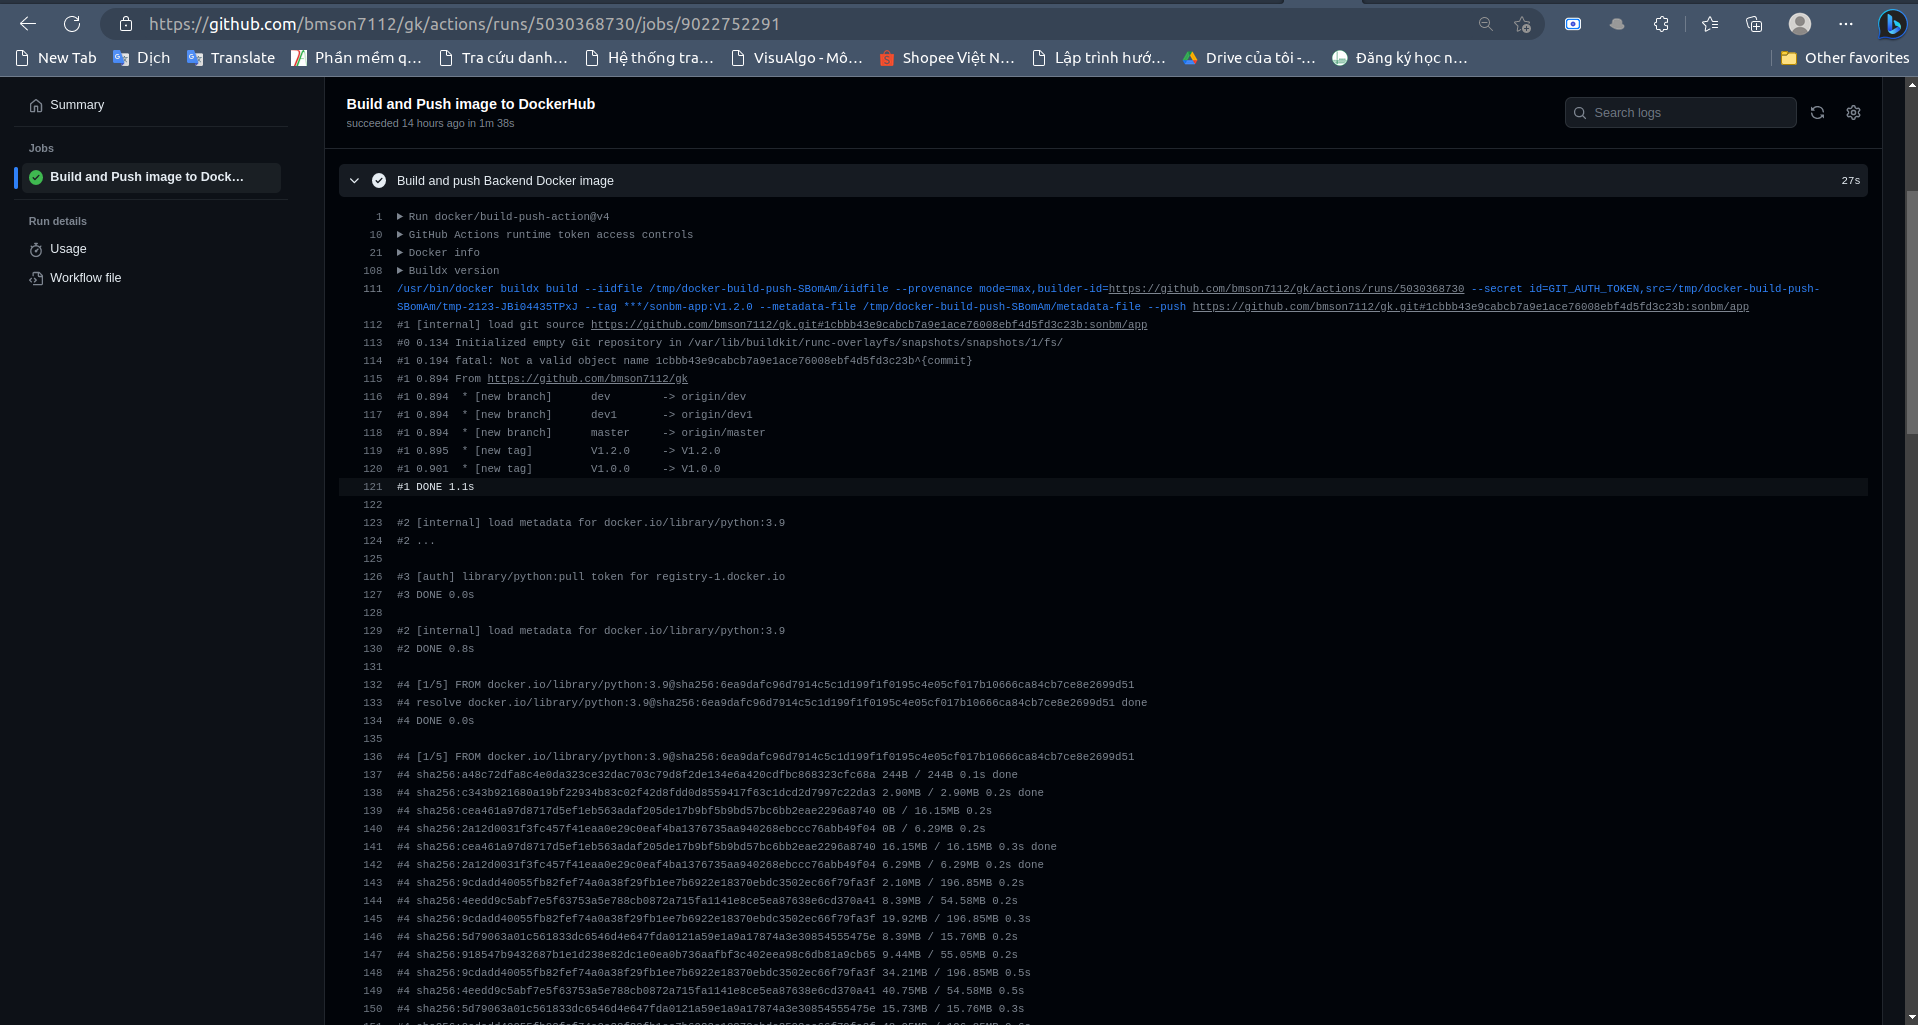 https://github.com/bmson7112/gk/actions/runs/5030368730/jobs/9022752291
New Tab Dịch Translate Phần mềm q... Tra cứu danh... Hệ thống tra... VisuAlgo - Mô... Shopee Việt N... Lập trình hướ... Drive của tôi -... Đăng ký học n... Other favorites
Summary
Jobs
Build and Push image to Dock...
Run details
Usage
Workflow file
Build and Push image to DockerHub
succeeded 14 hours ago in 1m 38s
Search logs
Build and push Backend Docker image 27s
1 Run docker/build-push-action@v4
10 GitHub Actions runtime token access controls
21 Docker info
108 Buildx version
111 /usr/bin/docker buildx build --iidfile /tmp/docker-build-push-SBomAm/iidfile --provenance mode=max,builder-id=https://github.com/bmson7112/gk/actions/runs/5030368730 --secret id=GIT_AUTH_TOKEN,src=/tmp/docker-build-push-
SBomAm/tmp-2123-JBi04435TPxJ --tag ***/sonbm-app:V1.2.0 --metadata-file /tmp/docker-build-push-SBomAm/metadata-file --push https://github.com/bmson7112/gk.git#1cbbb43e9cabcb7a9e1ace76008ebf4d5fd3c23b:sonbm/app
112 #1 [internal] load git source https://github.com/bmson7112/gk.git#1cbbb43e9cabcb7a9e1ace76008ebf4d5fd3c23b:sonbm/app
113 #0 0.134 Initialized empty Git repository in /var/lib/buildkit/runc-overlayfs/snapshots/snapshots/1/fs/
114 #1 0.194 fatal: Not a valid object name 1cbbb43e9cabcb7a9e1ace76008ebf4d5fd3c23b^{commit}
115 #1 0.894 From https://github.com/bmson7112/gk
116 #1 0.894 * [new branch] dev -> origin/dev
117 #1 0.894 * [new branch] dev1 -> origin/dev1
118 #1 0.894 * [new branch] master -> origin/master
119 #1 0.895 * [new tag] V1.2.0 -> V1.2.0
120 #1 0.901 * [new tag] V1.0.0 -> V1.0.0
121 #1 DONE 1.1s
122
123 #2 [internal] load metadata for docker.io/library/python:3.9
124 #2 ...
125
126 #3 [auth] library/python:pull token for registry-1.docker.io
127 #3 DONE 0.0s
128
129 #2 [internal] load metadata for docker.io/library/python:3.9
130 #2 DONE 0.8s
131
132 #4 [1/5] FROM docker.io/library/python:3.9@sha256:6ea9dafc96d7914c5c1d199f1f0195c4e05cf017b10666ca84cb7ce8e2699d51
133 #4 resolve docker.io/library/python:3.9@sha256:6ea9dafc96d7914c5c1d199f1f0195c4e05cf017b10666ca84cb7ce8e2699d51 done
134 #4 DONE 0.0s
135
136 #4 [1/5] FROM docker.io/library/python:3.9@sha256:6ea9dafc96d7914c5c1d199f1f0195c4e05cf017b10666ca84cb7ce8e2699d51
137 #4 sha256:a48c72dfa8c4e0da323ce32dac703c79d8f2de134e6a420cdfbc868323cfc68a 244B / 244B 0.1s done
138 #4 sha256:c343b921680a19bf22934b83c02f42d8fdd0d8559417f63c1dcd2d7997c22da3 2.90MB / 2.90MB 0.2s done
139 #4 sha256:cea461a97d8717d5ef1eb563adaf205de17b9bf5b9bd57bc6bb2eae2296a8740 0B / 16.15MB 0.2s
140 #4 sha256:2a12d0031f3fc457f41eaa0e29c0eaf4ba1376735aa940268ebccc76abb49f04 0B / 6.29MB 0.2s
141 #4 sha256:cea461a97d8717d5ef1eb563adaf205de17b9bf5b9bd57bc6bb2eae2296a8740 16.15MB / 16.15MB 0.3s done
142 #4 sha256:2a12d0031f3fc457f41eaa0e29c0eaf4ba1376735aa940268ebccc76abb49f04 6.29MB / 6.29MB 0.2s done
143 #4 sha256:9cdadd40055fb82fef74a0a38f29fb1ee7b6922e18370ebdc3502ec66f79fa3f 2.10MB / 196.85MB 0.2s
144 #4 sha256:4eedd9c5abf7e5f63753a5e788cb0872a715fa1141e8ce5ea87638e6cd370a41 8.39MB / 54.58MB 0.2s
145 #4 sha256:9cdadd40055fb82fef74a0a38f29fb1ee7b6922e18370ebdc3502ec66f79fa3f 19.92MB / 196.85MB 0.3s
146 #4 sha256:5d79063a01c561833dc6546d4e647fda0121a59e1a9a17874a3e30854555475e 8.39MB / 15.76MB 0.2s
147 #4 sha256:918547b9432687b1e1d238e82dc1e0ea0b736aafbf3c402eea98c6db81a9cb65 9.44MB / 55.05MB 0.2s
148 #4 sha256:9cdadd40055fb82fef74a0a38f29fb1ee7b6922e18370ebdc3502ec66f79fa3f 34.21MB / 196.85MB 0.5s
149 #4 sha256:4eedd9c5abf7e5f63753a5e788cb0872a715fa1141e8ce5ea87638e6cd370a41 40.75MB / 54.58MB 0.5s
150 #4 sha256:5d79063a01c561833dc6546d4e647fda0121a59e1a9a17874a3e30854555475e 15.73MB / 15.76MB 0.3s